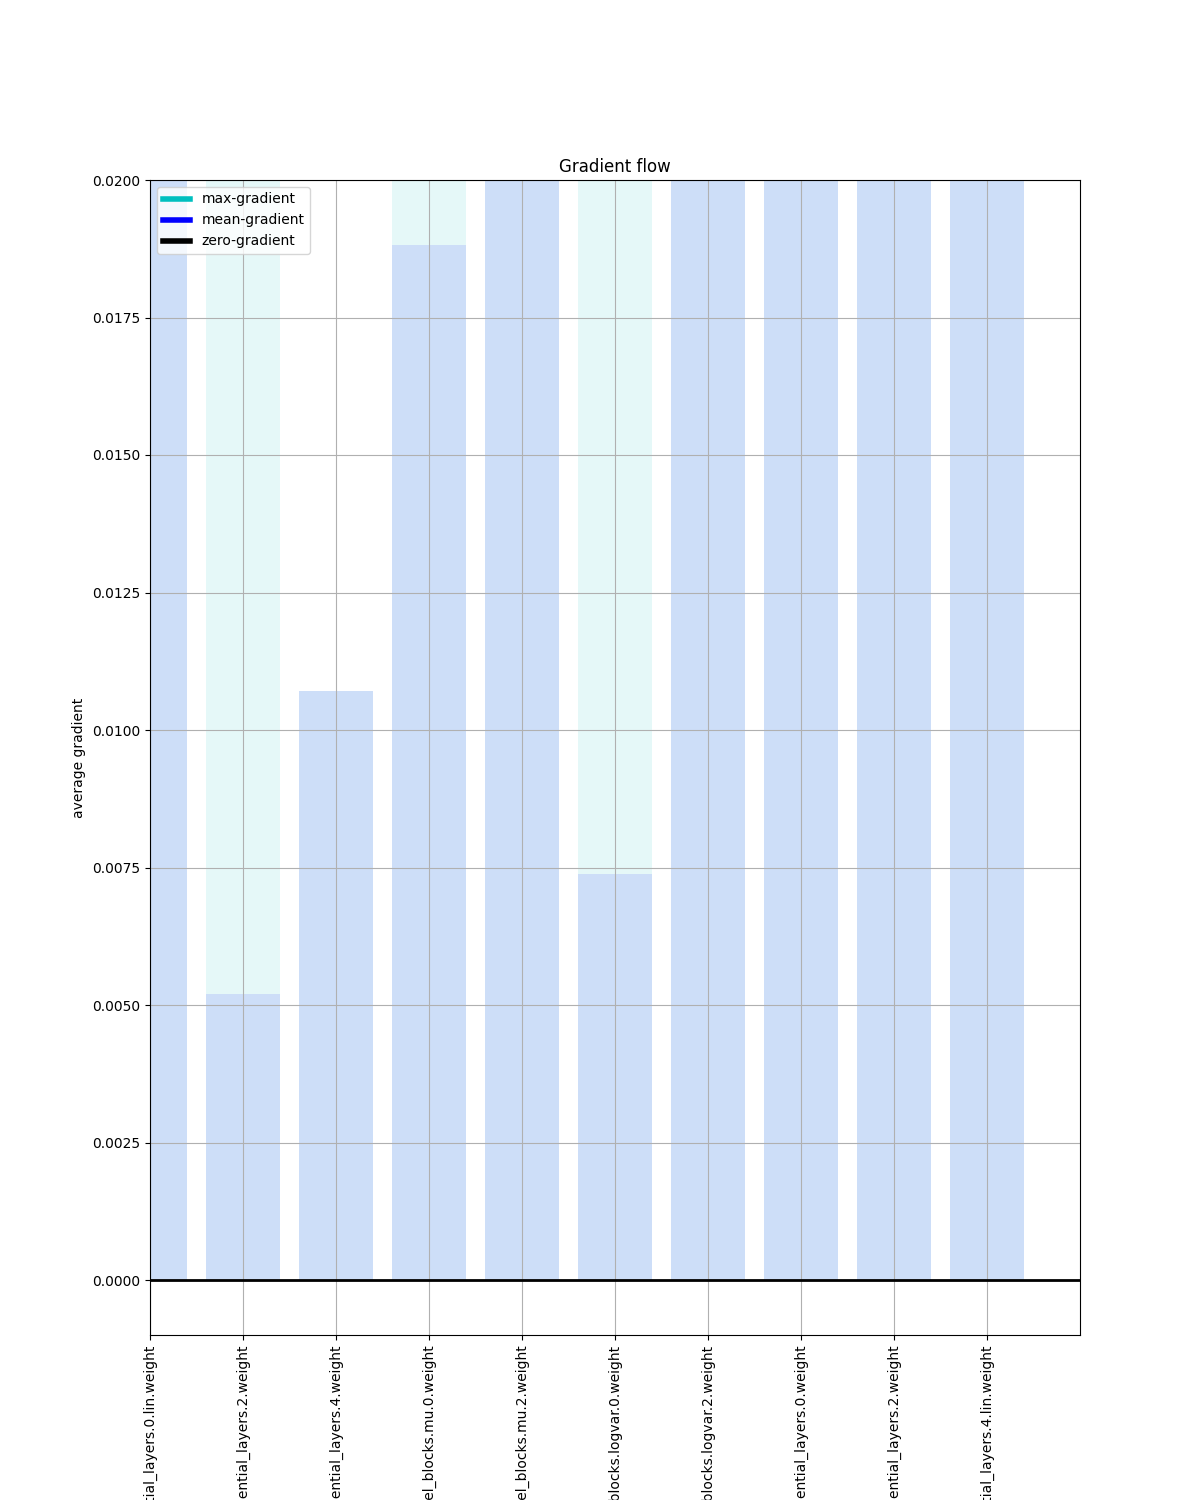 Gradient flow
max-gradient
mean-gradient
zero-gradient
0.0200
0.0175
0.0150
0.0125
0.0100
0.0075
0.0050
0.0025
0.0000
average gradient
tial_layers.0.lin.weight
ential_layers.2.weight
ential_layers.4.weight
el_blocks.mu.0.weight
el_blocks.mu.2.weight
blocks.logvar.0.weight
blocks.logvar.2.weight
ential_layers.0.weight
ential_layers.2.weight
tial_layers.4.lin.weight